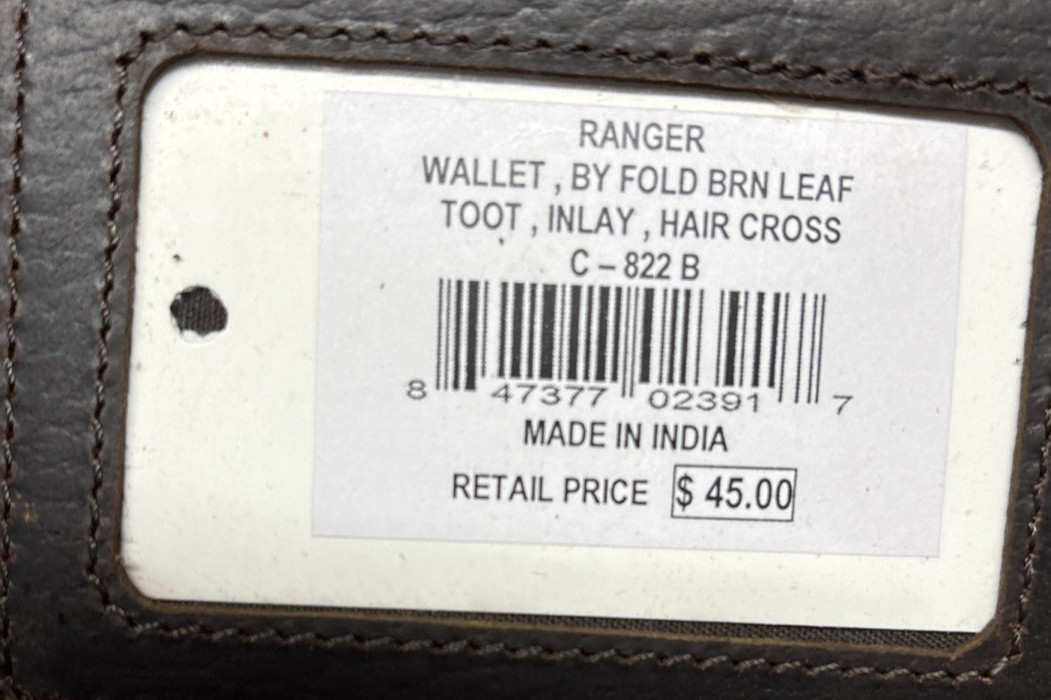 RANGER
WALLET , BY FOLD BRN LEAF
TOOT , INLAY , HAIR CROSS
C – 822 B
8 47377 02391 7
MADE IN INDIA
RETAIL PRICE $ 45.00